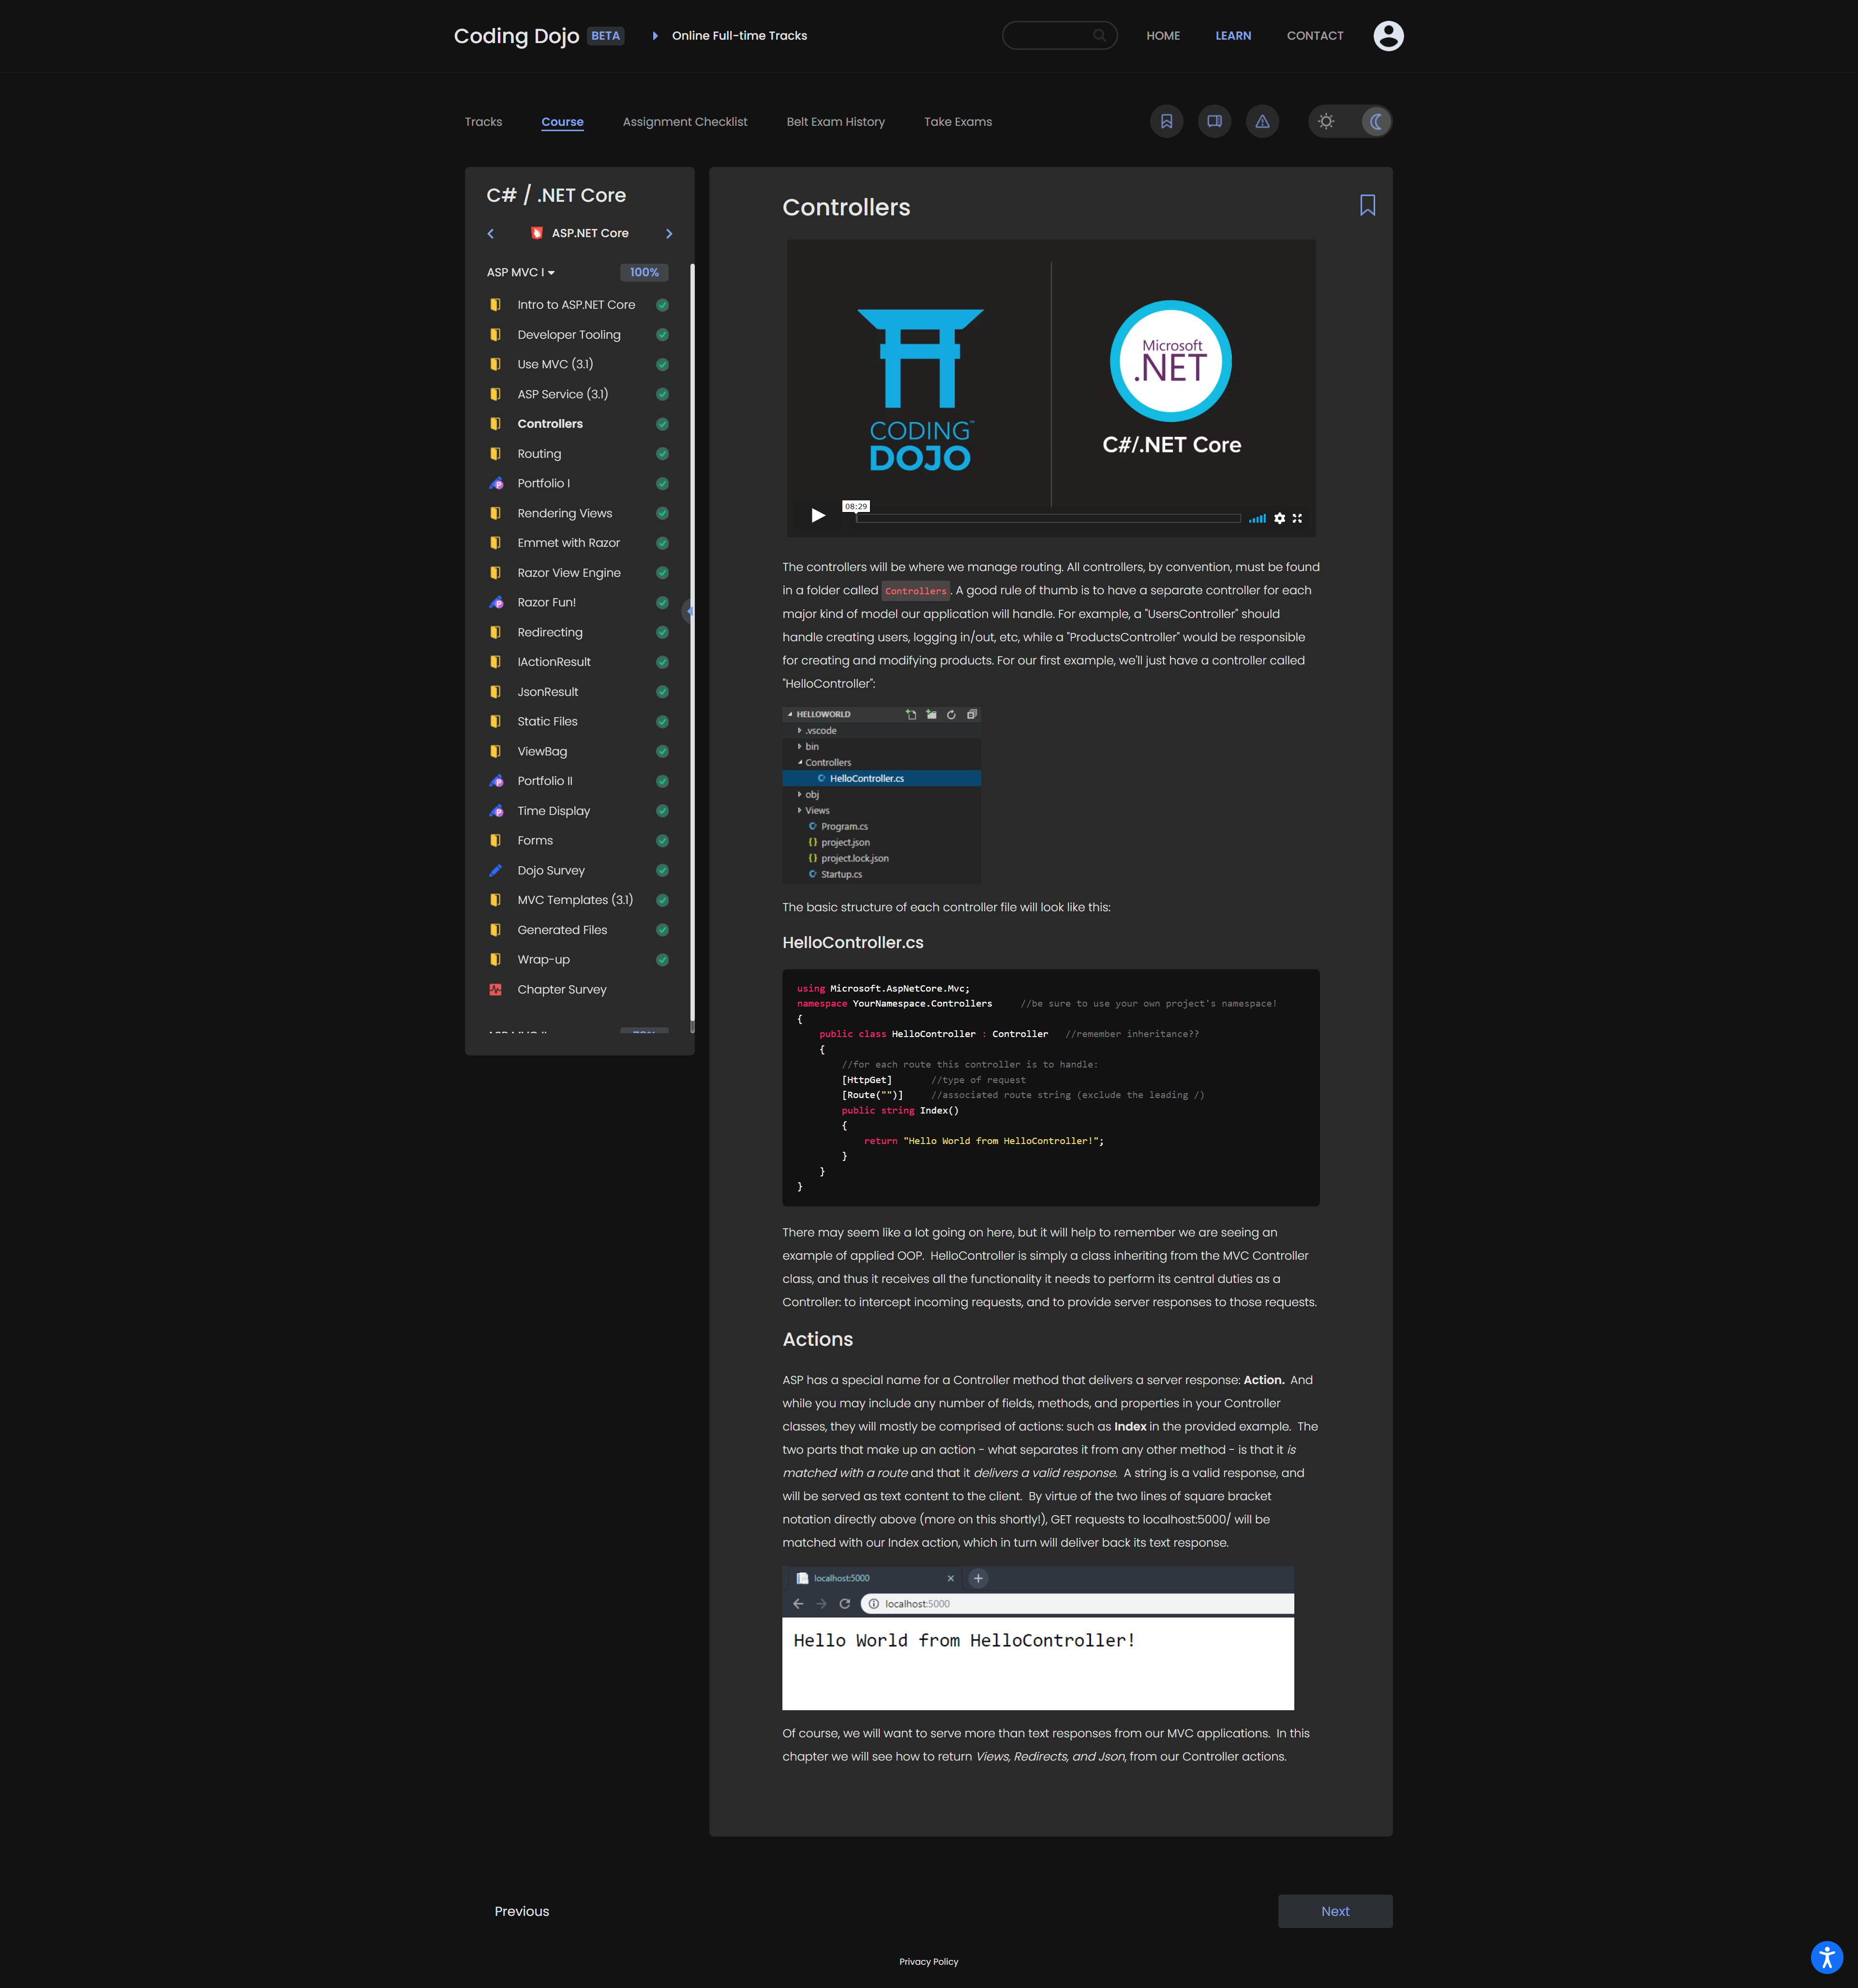 Coding Dojo BETA Online Full-time Tracks HOME LEARN CONTACT
Tracks Course Assignment Checklist Belt Exam History Take Exams
C# / .NET Core
ASP.NET Core
ASP MVC I 100%
Intro to ASP.NET Core
Developer Tooling
Use MVC (3.1)
ASP Service (3.1)
Controllers
Routing
Portfolio I
Rendering Views
Emmet with Razor
Razor View Engine
Razor Fun!
Redirecting
IActionResult
JsonResult
Static Files
ViewBag
Portfolio II
Time Display
Forms
Dojo Survey
MVC Templates (3.1)
Generated Files
Wrap-up
Chapter Survey
Controllers
CODING™
DOJO
Microsoft
.NET
C#/.NET Core
08:29
The controllers will be where we manage routing. All controllers, by convention, must be found
in a folder called Controllers. A good rule of thumb is to have a separate controller for each
major kind of model our application will handle. For example, a "UsersController" should
handle creating users, logging in/out, etc, while a "ProductsController" would be responsible
for creating and modifying products. For our first example, we'll just have a controller called
"HelloController":
HELLOWORLD
.vscode
bin
Controllers
HelloController.cs
obj
Views
Program.cs
{} project.json
{} project.lock.json
Startup.cs
The basic structure of each controller file will look like this:
HelloController.cs
using Microsoft.AspNetCore.Mvc;
namespace YourNamespace.Controllers //be sure to use your own project's namespace!
{
public class HelloController : Controller //remember inheritance??
{
//for each route this controller is to handle:
[HttpGet] //type of request
[Route("")] //associated route string (exclude the leading /)
public string Index()
{
return "Hello World from HelloController!";
}
}
}
There may seem like a lot going on here, but it will help to remember we are seeing an
example of applied OOP. HelloController is simply a class inheriting from the MVC Controller
class, and thus it receives all the functionality it needs to perform its central duties as a
Controller: to intercept incoming requests, and to provide server responses to those requests.
Actions
ASP has a special name for a Controller method that delivers a server response: Action. And
while you may include any number of fields, methods, and properties in your Controller
classes, they will mostly be comprised of actions: such as Index in the provided example. The
two parts that make up an action - what separates it from any other method - is that it is
matched with a route and that it delivers a valid response. A string is a valid response, and
will be served as text content to the client. By virtue of the two lines of square bracket
notation directly above (more on this shortly!), GET requests to localhost:5000/ will be
matched with our Index action, which in turn will deliver back its text response.
localhost:5000
localhost:5000
Hello World from HelloController!
Of course, we will want to serve more than text responses from our MVC applications. In this
chapter we will see how to return Views, Redirects, and Json, from our Controller actions.
Previous Next
Privacy Policy